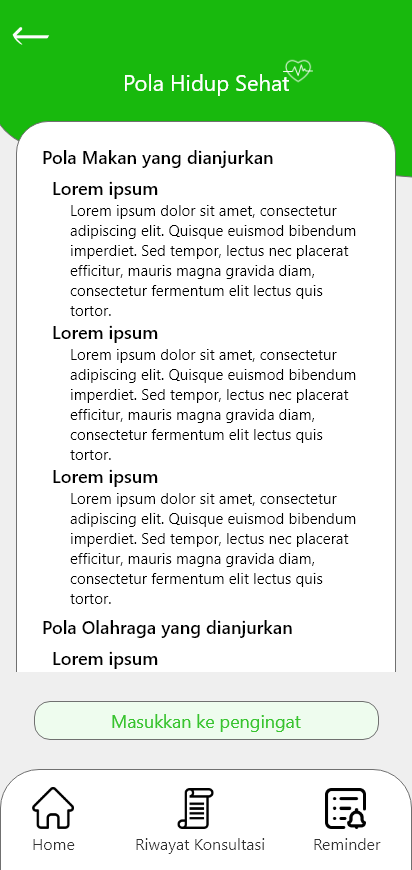 Pola Hidup Sehat
Pola Makan yang dianjurkan
Lorem ipsum
Lorem ipsum dolor sit amet, consectetur
adipiscing elit. Quisque euismod bibendum
imperdiet. Sed tempor, lectus nec placerat
efficitur, mauris magna gravida diam,
consectetur fermentum elit lectus quis
tortor.
Lorem ipsum
Lorem ipsum dolor sit amet, consectetur
adipiscing elit. Quisque euismod bibendum
imperdiet. Sed tempor, lectus nec placerat
efficitur, mauris magna gravida diam,
consectetur fermentum elit lectus quis
tortor.
Lorem ipsum
Lorem ipsum dolor sit amet, consectetur
adipiscing elit. Quisque euismod bibendum
imperdiet. Sed tempor, lectus nec placerat
efficitur, mauris magna gravida diam,
consectetur fermentum elit lectus quis
tortor.
Pola Olahraga yang dianjurkan
Lorem ipsum
Masukkan ke pengingat
Home
Riwayat Konsultasi
Reminder